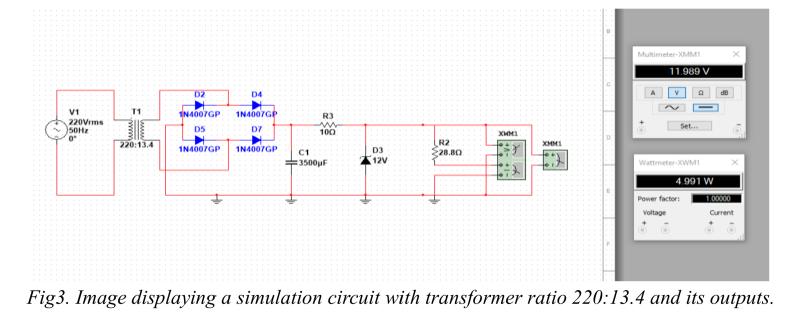 V1
220Vrms
50Hz
0°
T1
220:13.4
D2
1N4007GP
D4
1N4007GP
D5
1N4007GP
D7
1N4007GP
C1
3500µF
R3
10Ω
D3
12V
R2
28.8Ω
XWM1
V
I
XMM1
B
C
D
E
F
Multimeter-XMM1
11.989 V
A V Ω dB
+ Set... -
Wattmeter-XWM1
4.991 W
Power factor: 1.00000
Voltage Current
+ - + -
Fig3. Image displaying a simulation circuit with transformer ratio 220:13.4 and its outputs.